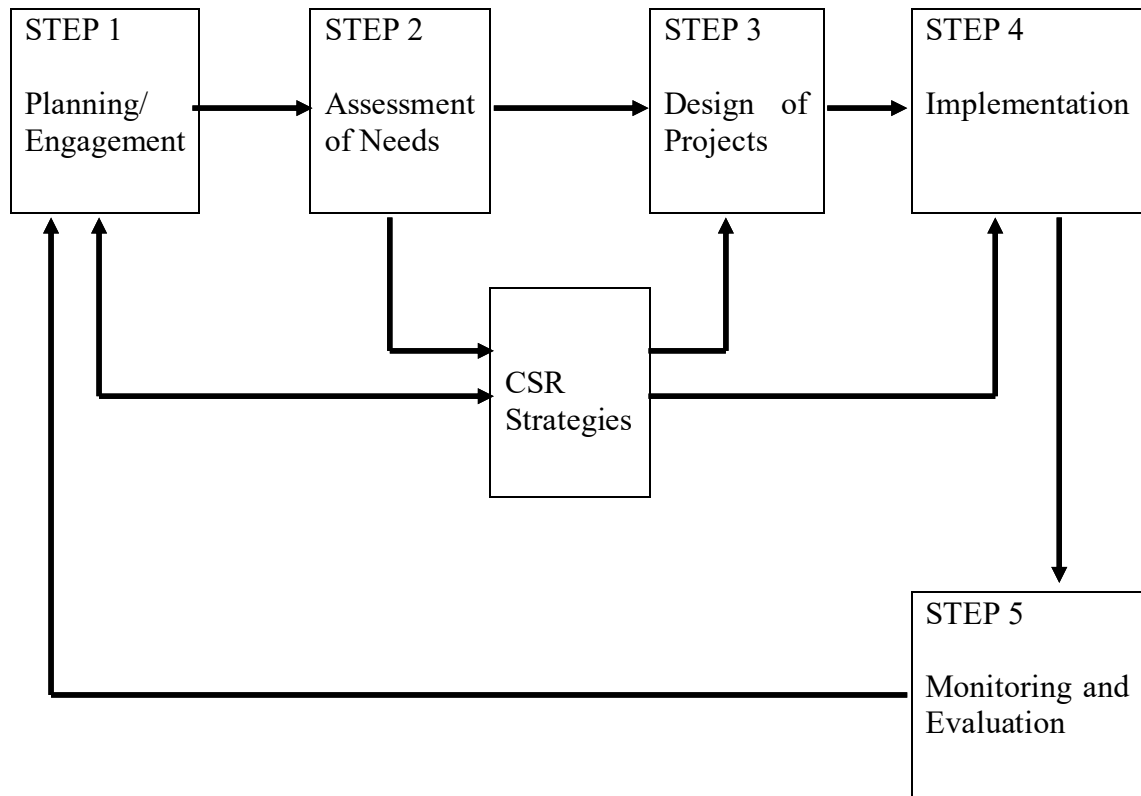 STEP 1
Planning/
Engagement
STEP 2
Assessment
of Needs
STEP 3
Design of
Projects
STEP 4
Implementation
CSR
Strategies
STEP 5
Monitoring and
Evaluation